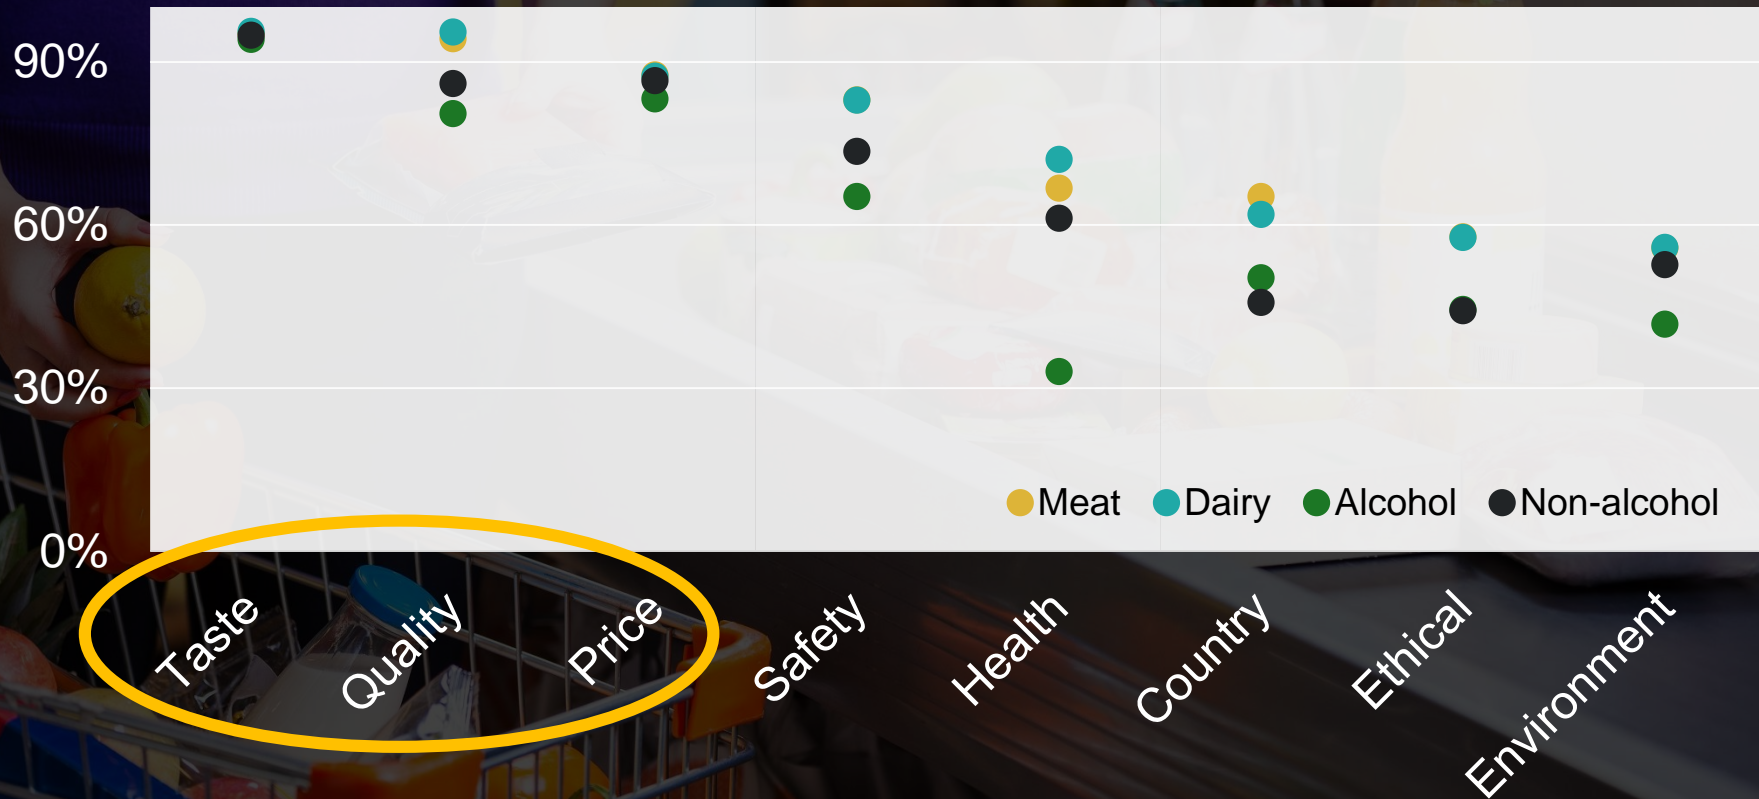 90%
60%
30%
0%
Meat Dairy Alcohol Non-alcohol
Taste
Quality
Price
Safety
Health
Country
Ethical
Environment